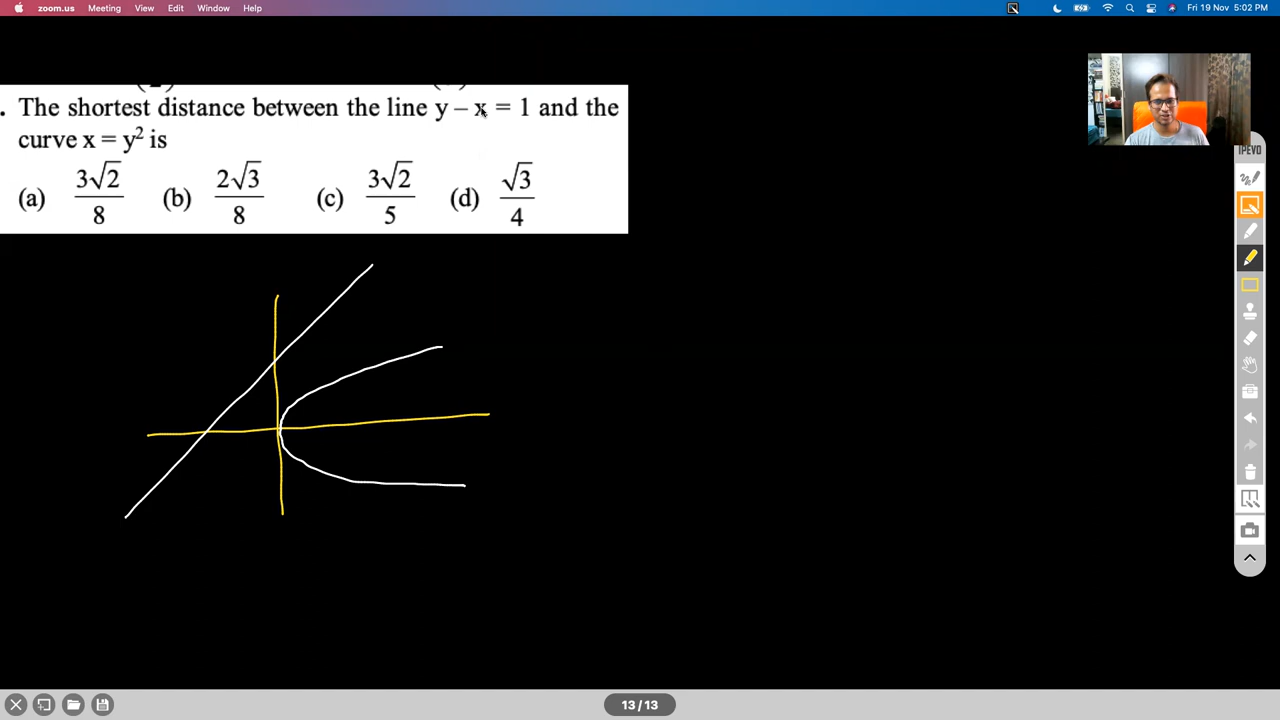 zoom.us Meeting View Edit Window Help Fri 19 Nov 5:02 PM
. The shortest distance between the line y – x = 1 and the
curve x = y² is
(a) 3√2/8 (b) 2√3/8 (c) 3√2/5 (d) √3/4
IPEVO
13/13